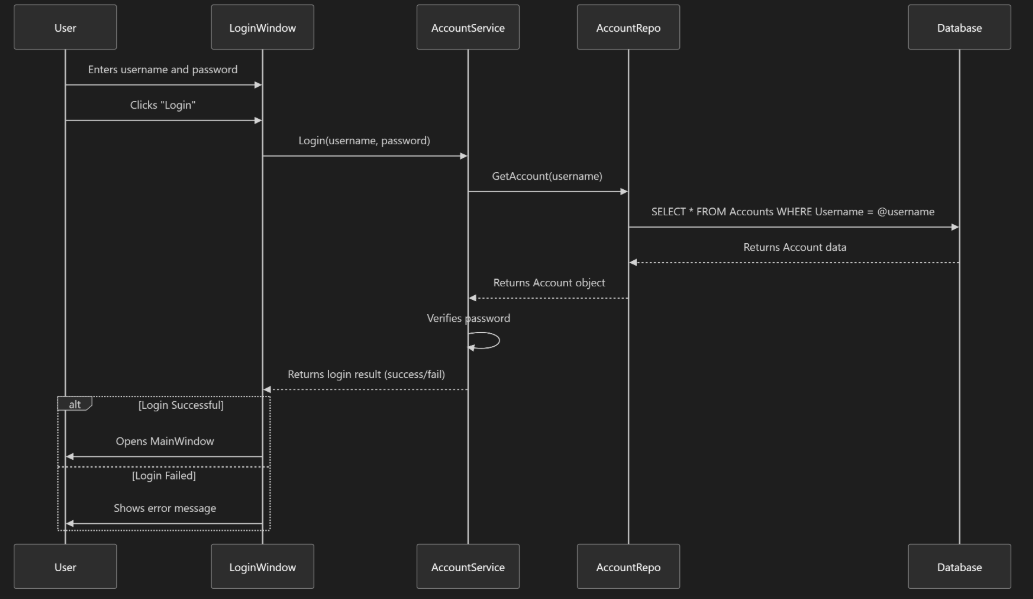 User
LoginWindow
AccountService
AccountRepo
Database
Enters username and password
Clicks "Login"
Login(username, password)
GetAccount(username)
SELECT * FROM Accounts WHERE Username = @username
Returns Account data
Returns Account object
Verifies password
Returns login result (success/fail)
alt
[Login Successful]
Opens MainWindow
[Login Failed]
Shows error message
User
LoginWindow
AccountService
AccountRepo
Database